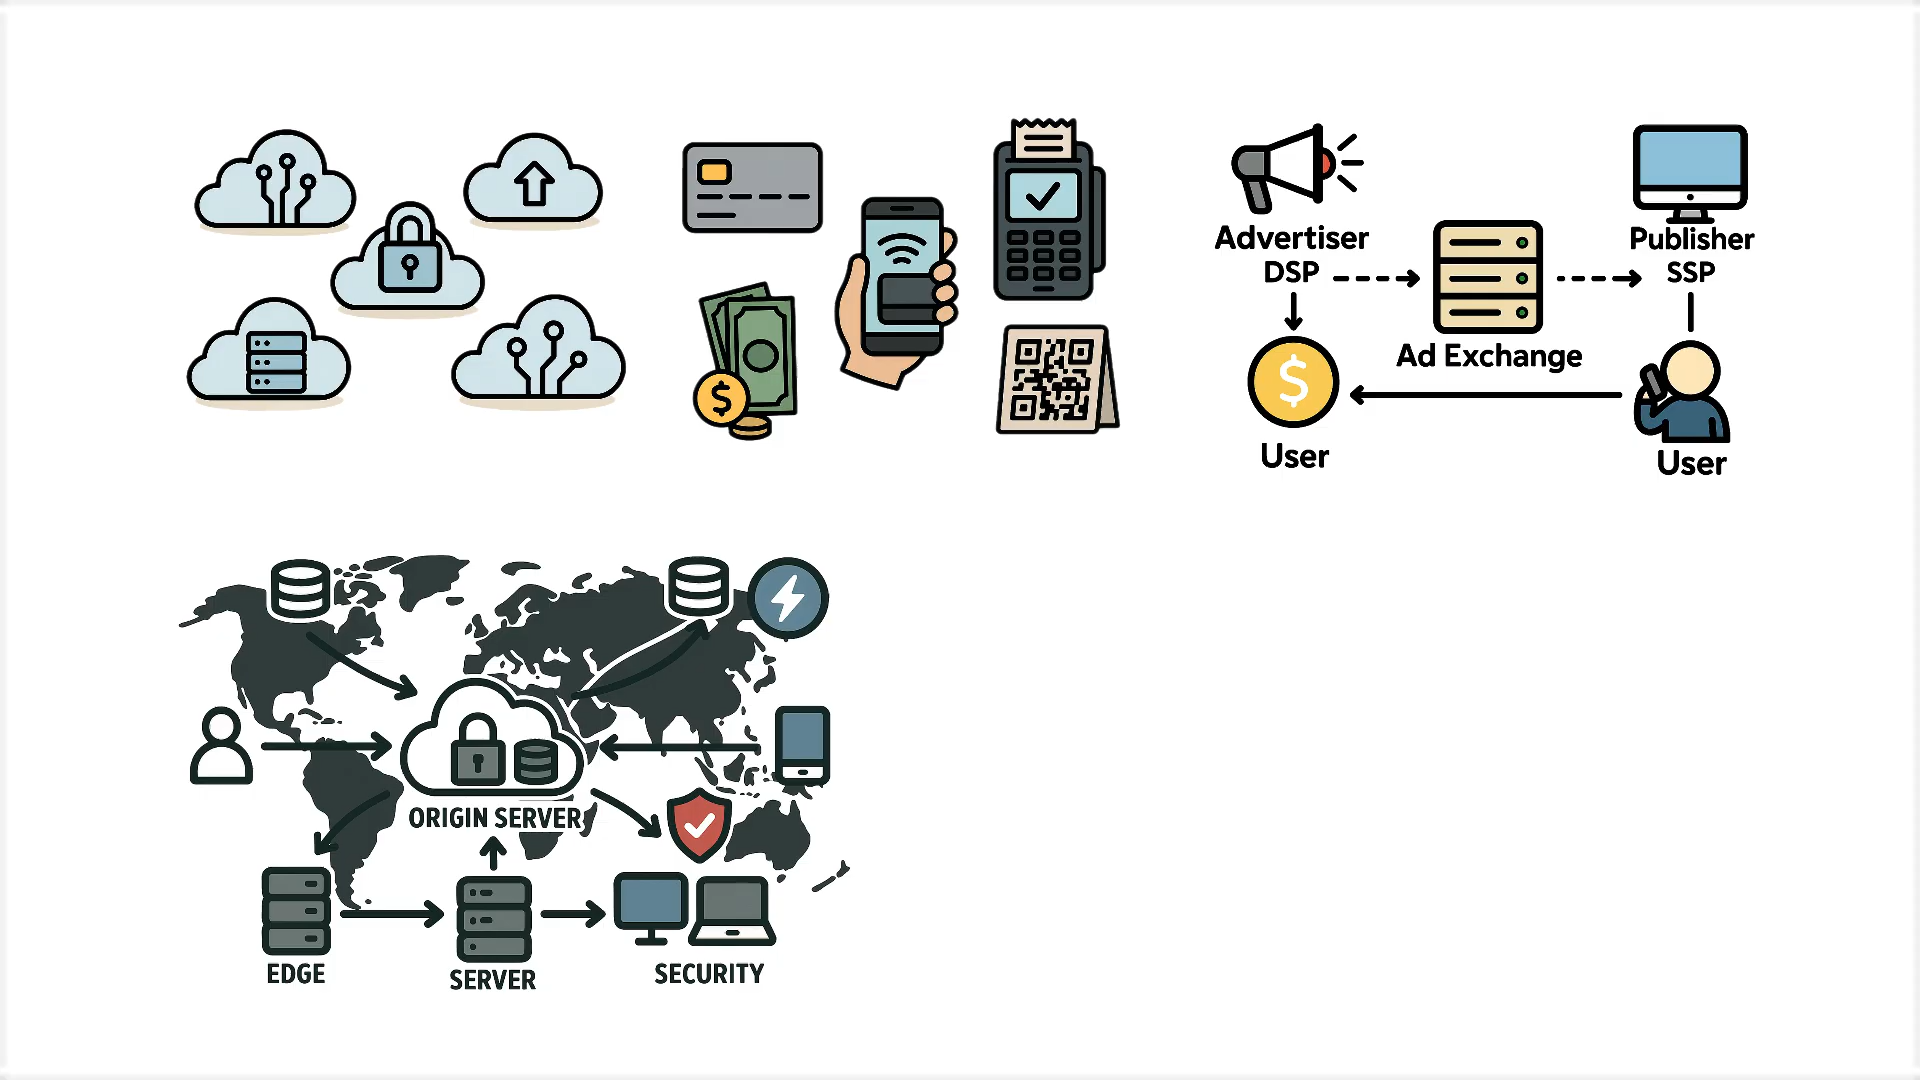 Advertiser
DSP
Publisher
SSP
Ad Exchange
$
$
User
User
ORIGIN SERVER
EDGE
SERVER
SECURITY